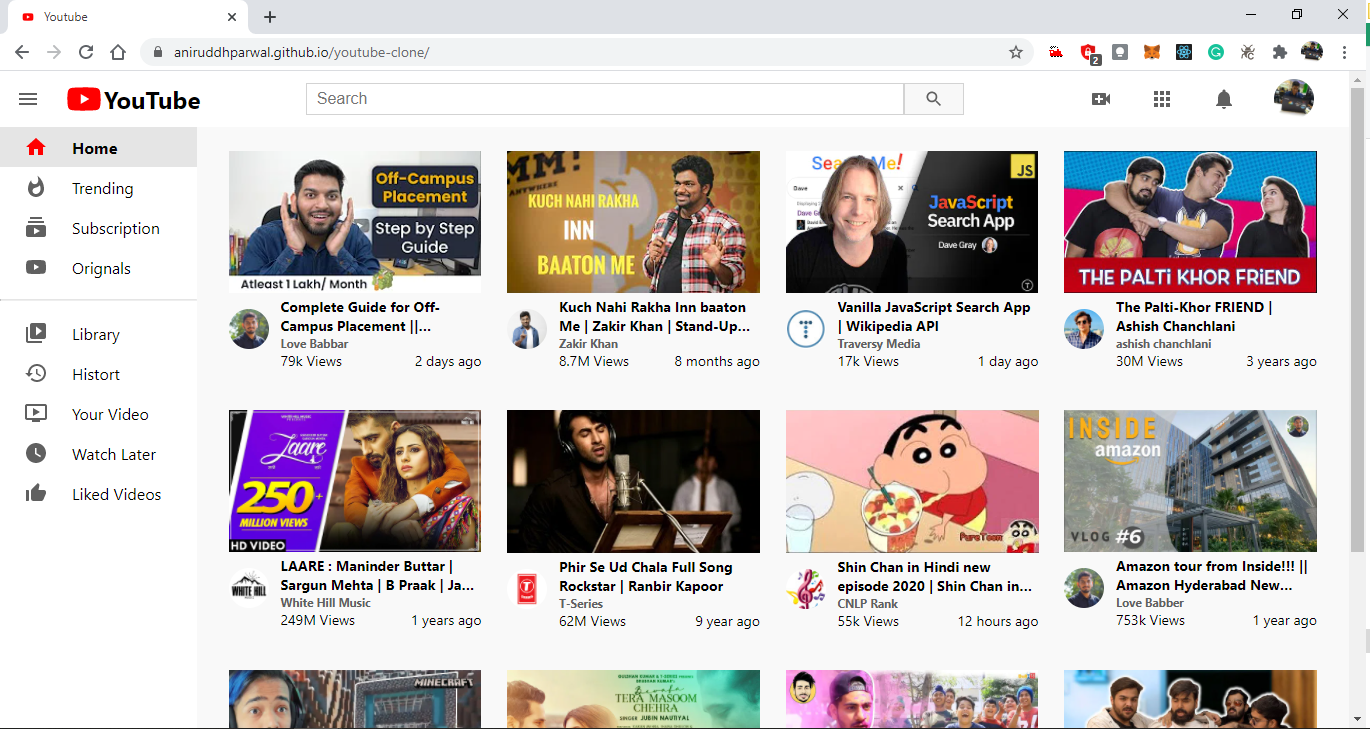 Youtube
aniruddhparwal.github.io/youtube-clone/
2
YouTube
Search
Home
Trending
Subscription
Orignals
Library
Histort
Your Video
Watch Later
Liked Videos
Off-Campus
Placement
Step by Step
Guide
Atleast 1 Lakh/ Month
Complete Guide for Off-
Campus Placement ||...
Love Babbar
79k Views 2 days ago
MM!
ANYWHERE
KUCH NAHI RAKHA
INN
BAATON ME
Kuch Nahi Rakha Inn baaton
Me | Zakir Khan | Stand-Up...
Zakir Khan
8.7M Views 8 months ago
Search Me!
JS
Dave
JavaScript
Search App
Dave Gray
Vanilla JavaScript Search App
| Wikipedia API
Traversy Media
17k Views 1 day ago
THE PALTi KHOR FRiEND
The Palti-Khor FRIEND |
Ashish Chanchlani
ashish chanchlani
30M Views 3 years ago
Laare
250+
MILLION VIEWS
HD VIDEO
WHITE HILL
LAARE : Maninder Buttar |
Sargun Mehta | B Praak | Ja...
White Hill Music
249M Views 1 years ago
Phir Se Ud Chala Full Song
Rockstar | Ranbir Kapoor
T-Series
62M Views 9 year ago
PureToon
Shin Chan in Hindi new
episode 2020 | Shin Chan in...
CNLP Rank
55k Views 12 hours ago
INSIDE
amazon
VLOG #6
Amazon tour from Inside!!! ||
Amazon Hyderabad New...
Love Babber
753k Views 1 year ago
MINECRAFT
Bewafa
TERA MASOOM
CHEHRA
SINGER JUBIN NAUTIYAL